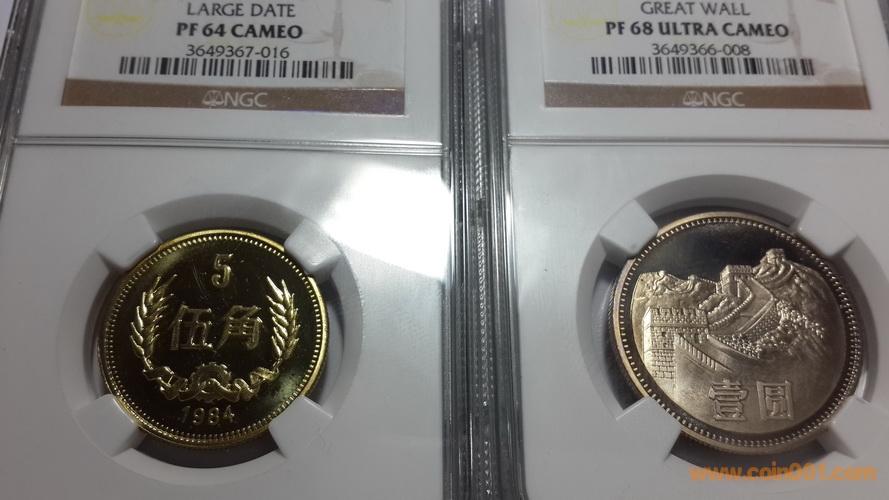 LARGE DATE
PF 64 CAMEO
3649367-016
NGC
GREAT WALL
PF 68 ULTRA CAMEO
3649366-008
NGC
5
伍角
1984
壹圆
www.coin001.com